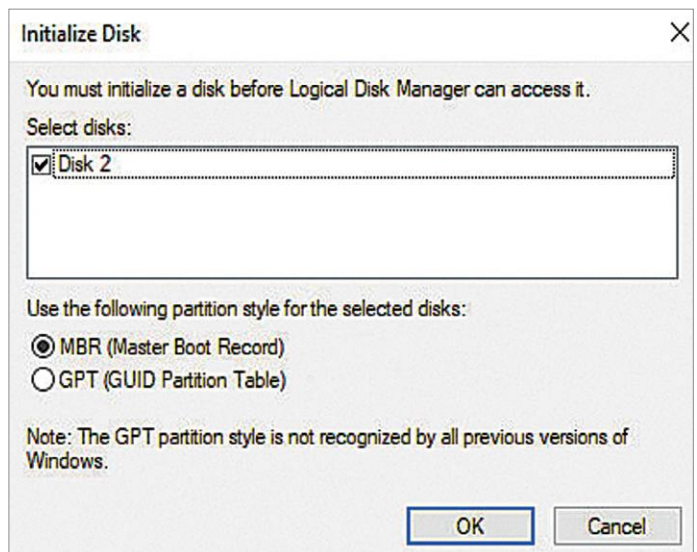 Initialize Disk
You must initialize a disk before Logical Disk Manager can access it.
Select disks:
Disk 2
Use the following partition style for the selected disks:
MBR (Master Boot Record)
GPT (GUID Partition Table)
Note: The GPT partition style is not recognized by all previous versions of
Windows.
OK
Cancel